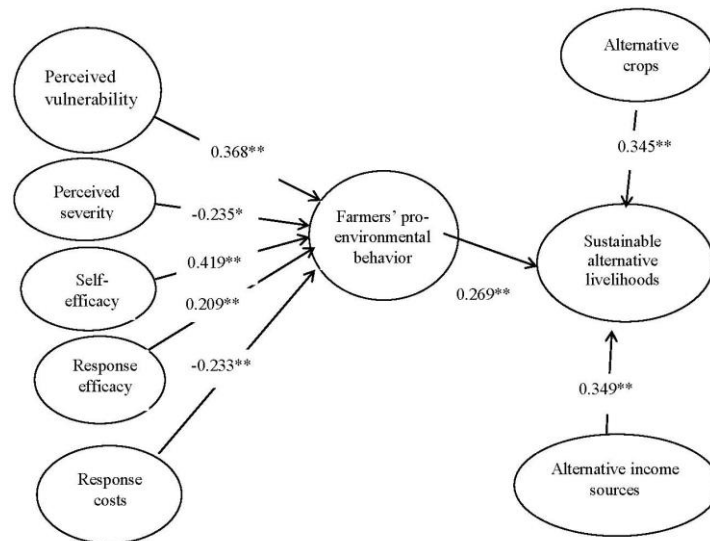 Perceived
vulnerability
0.368**
Perceived
severity
-0.235*
Self-
efficacy
0.419**
Response
efficacy
0.209**
Response
costs
-0.233**
Farmers' pro-
environmental
behavior
0.269**
Alternative
crops
0.345**
Sustainable
alternative
livelihoods
0.349**
Alternative income
sources